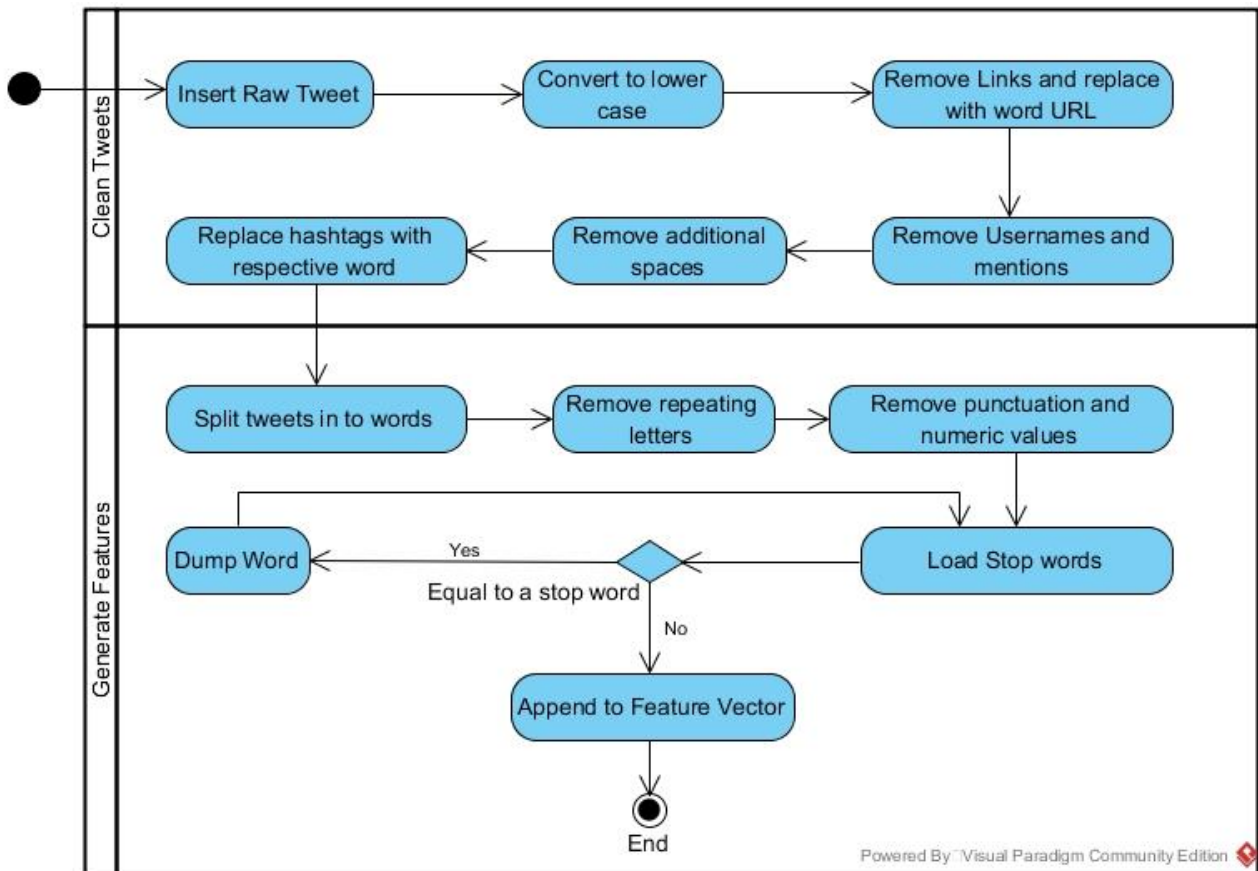 Clean Tweets
Insert Raw Tweet
Convert to lower
case
Remove Links and replace
with word URL
Replace hashtags with
respective word
Remove additional
spaces
Remove Usernames and
mentions
Generate Features
Split tweets in to words
Remove repeating
letters
Remove punctuation and
numeric values
Dump Word
Yes
Equal to a stop word
Load Stop words
No
Append to Feature Vector
End
Powered By Visual Paradigm Community Edition